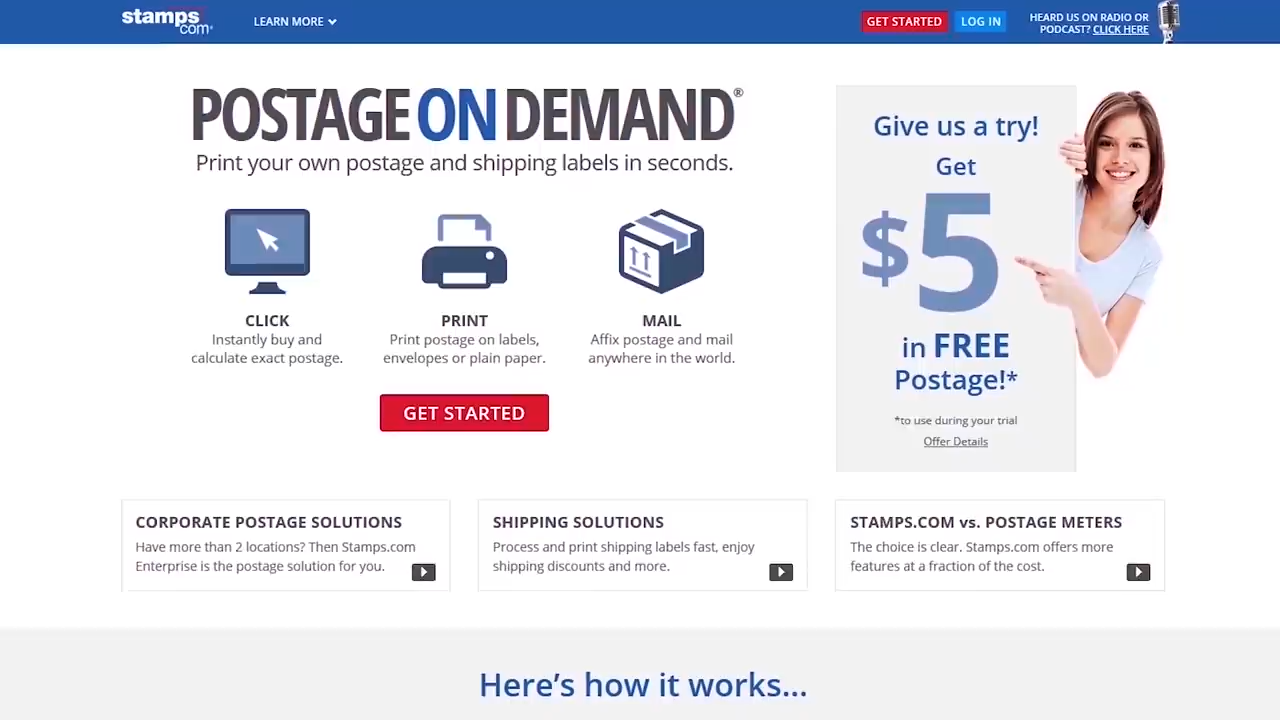 stamps
.com®
LEARN MORE
GET STARTED
LOG IN
HEARD US ON RADIO OR
PODCAST? CLICK HERE
POSTAGE ON DEMAND®
Print your own postage and shipping labels in seconds.
CLICK
Instantly buy and
calculate exact postage.
PRINT
Print postage on labels,
envelopes or plain paper.
MAIL
Affix postage and mail
anywhere in the world.
GET STARTED
Give us a try!
Get
$5
in FREE
Postage!*
*to use during your trial
Offer Details
CORPORATE POSTAGE SOLUTIONS
Have more than 2 locations? Then Stamps.com
Enterprise is the postage solution for you.
SHIPPING SOLUTIONS
Process and print shipping labels fast, enjoy
shipping discounts and more.
STAMPS.COM vs. POSTAGE METERS
The choice is clear. Stamps.com offers more
features at a fraction of the cost.
Here's how it works...